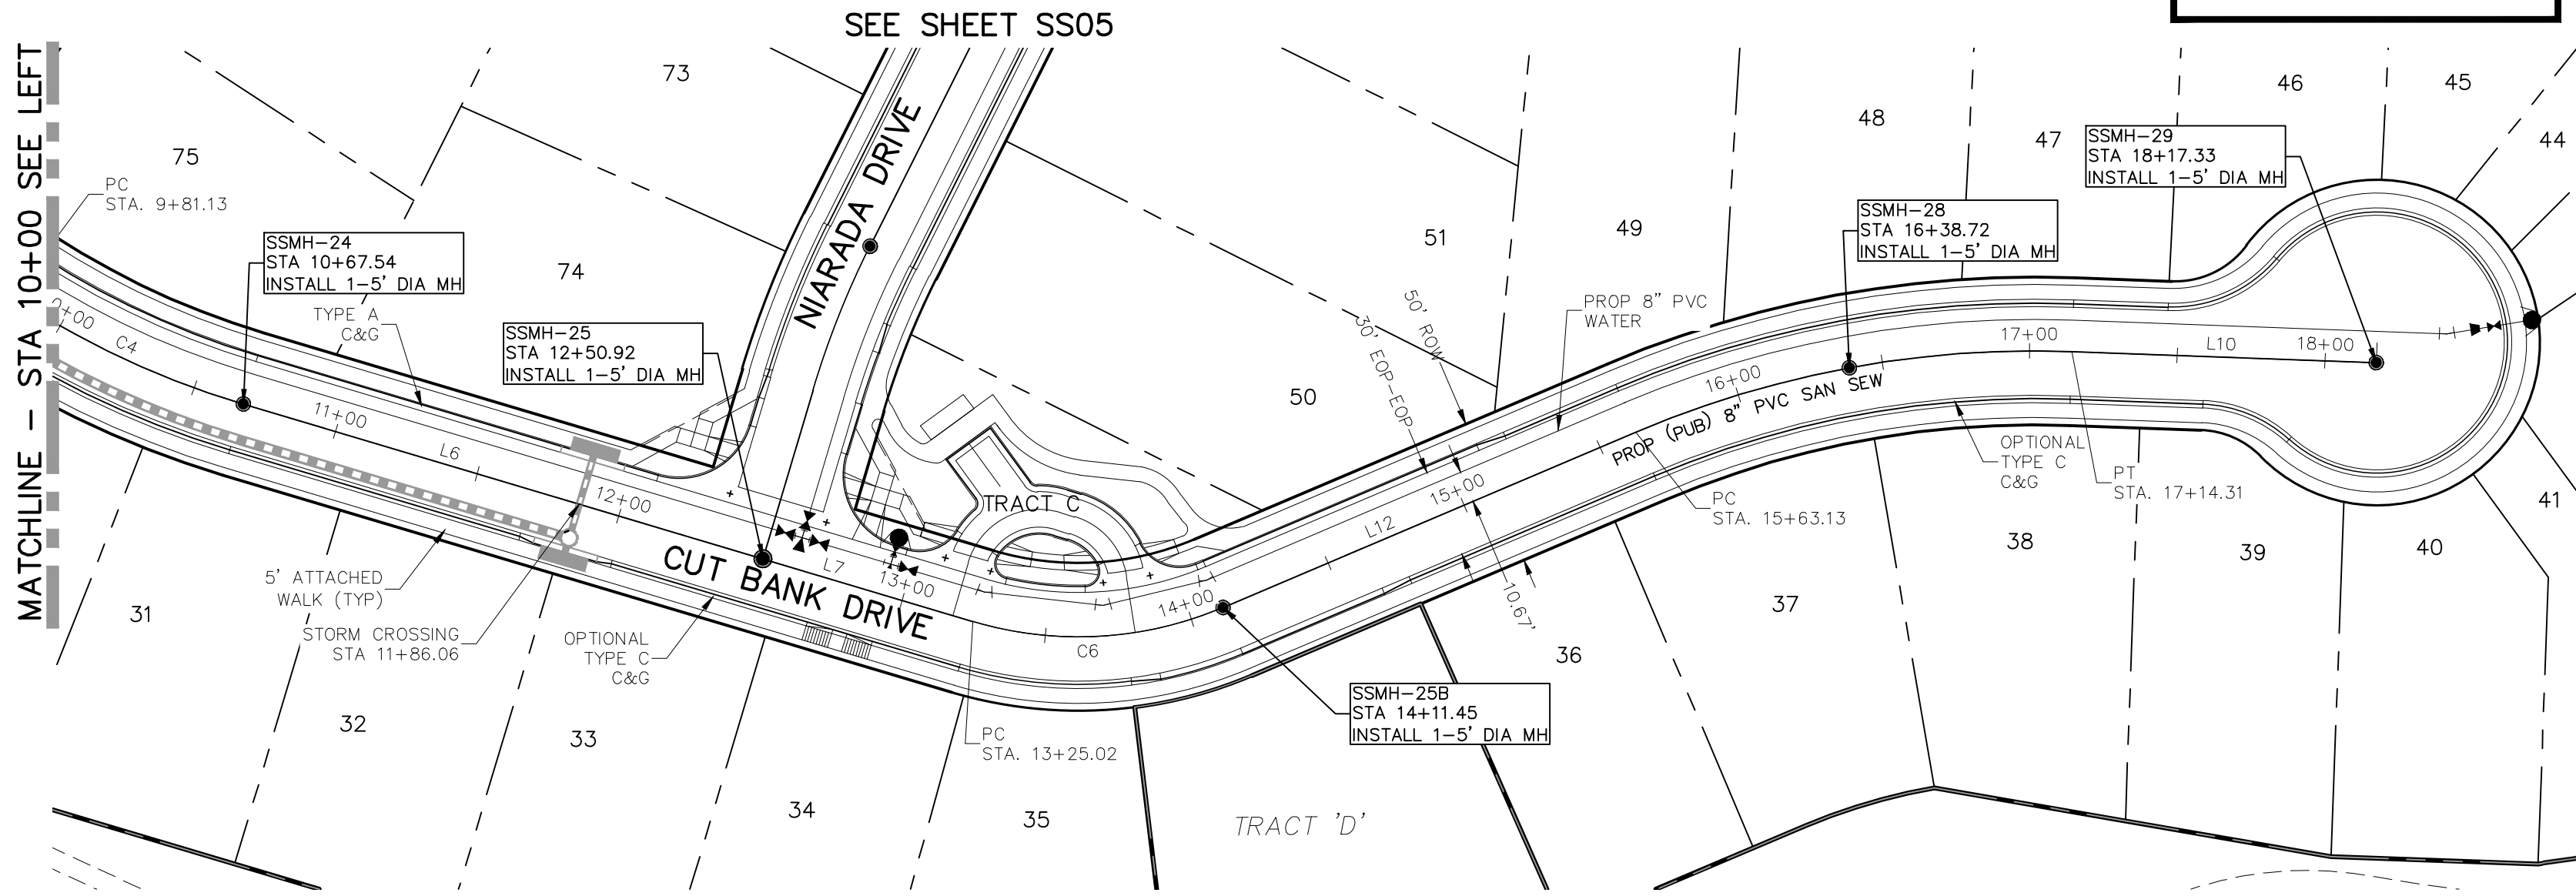 SEE SHEET SS05
MATCHLINE – STA 10+00 SEE LEFT
73
75
PC
STA. 9+81.13
SSMH-24
STA 10+67.54
INSTALL 1-5' DIA MH
74
TYPE A
C&G
0+00
C4
11+00
L6
SSMH-25
STA 12+50.92
INSTALL 1-5' DIA MH
NIARADA DRIVE
12+00
5' ATTACHED
WALK (TYP)
STORM CROSSING
STA 11+86.06
OPTIONAL
TYPE C
C&G
CUT BANK DRIVE
L7
13+00
TRACT C
C6
PC
STA. 13+25.02
14+00
31
32
33
34
35
TRACT 'D'
SSMH-25B
STA 14+11.45
INSTALL 1-5' DIA MH
L12
15+00
10.67'
50' ROW
30' EOP-EOP
50
51
49
48
47
46
45
44
PROP 8" PVC
WATER
SSMH-28
STA 16+38.72
INSTALL 1-5' DIA MH
SSMH-29
STA 18+17.33
INSTALL 1-5' DIA MH
16+00
PROP (PUB) 8" PVC SAN SEW
17+00
L10
18+00
PC
STA. 15+63.13
OPTIONAL
TYPE C
C&G
PT
STA. 17+14.31
36
37
38
39
40
41